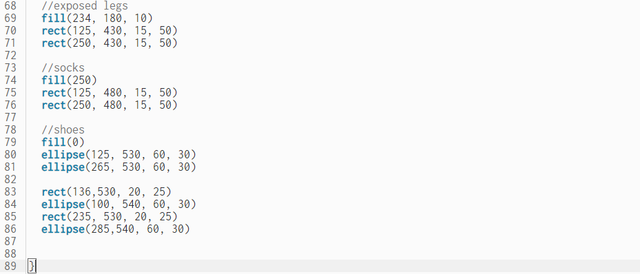 68 //exposed legs
69 fill(234, 180, 10)
70 rect(125, 430, 15, 50)
71 rect(250, 430, 15, 50)
72
73 //socks
74 fill(250)
75 rect(125, 480, 15, 50)
76 rect(250, 480, 15, 50)
77
78 //shoes
79 fill(0)
80 ellipse(125, 530, 60, 30)
81 ellipse(265, 530, 60, 30)
82
83 rect(136,530, 20, 25)
84 ellipse(100, 540, 60, 30)
85 rect(235, 530, 20, 25)
86 ellipse(285,540, 60, 30)
87
88
89 }